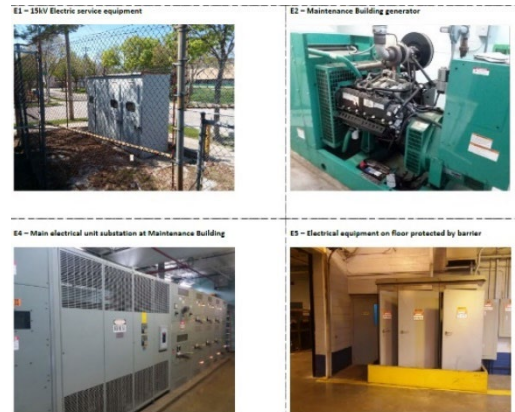 E1 – 15kV Electric service equipment
E2 – Maintenance Building generator
E4 – Main electrical unit substation at Maintenance Building
E5 – Electrical equipment on floor protected by barrier